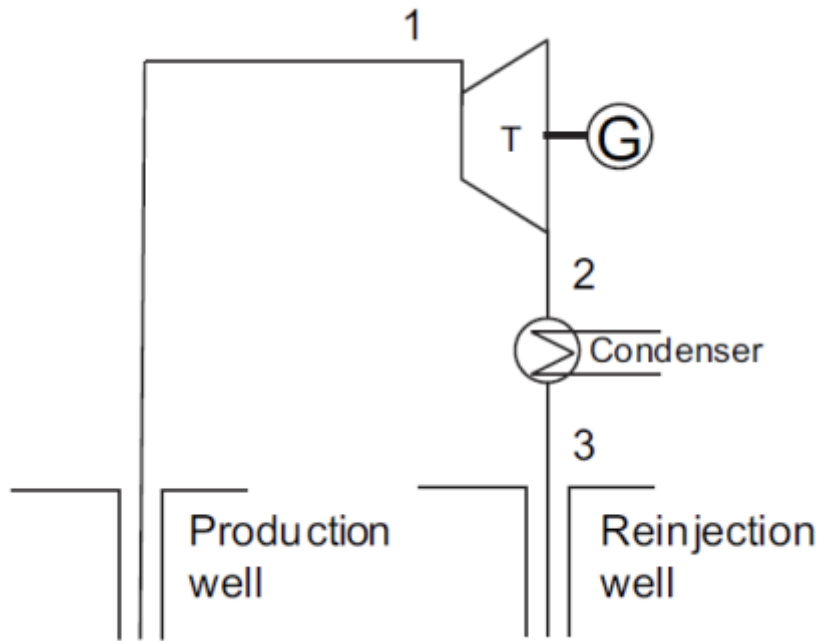 1
T
G
2
Condenser
3
Production
well
Reinjection
well